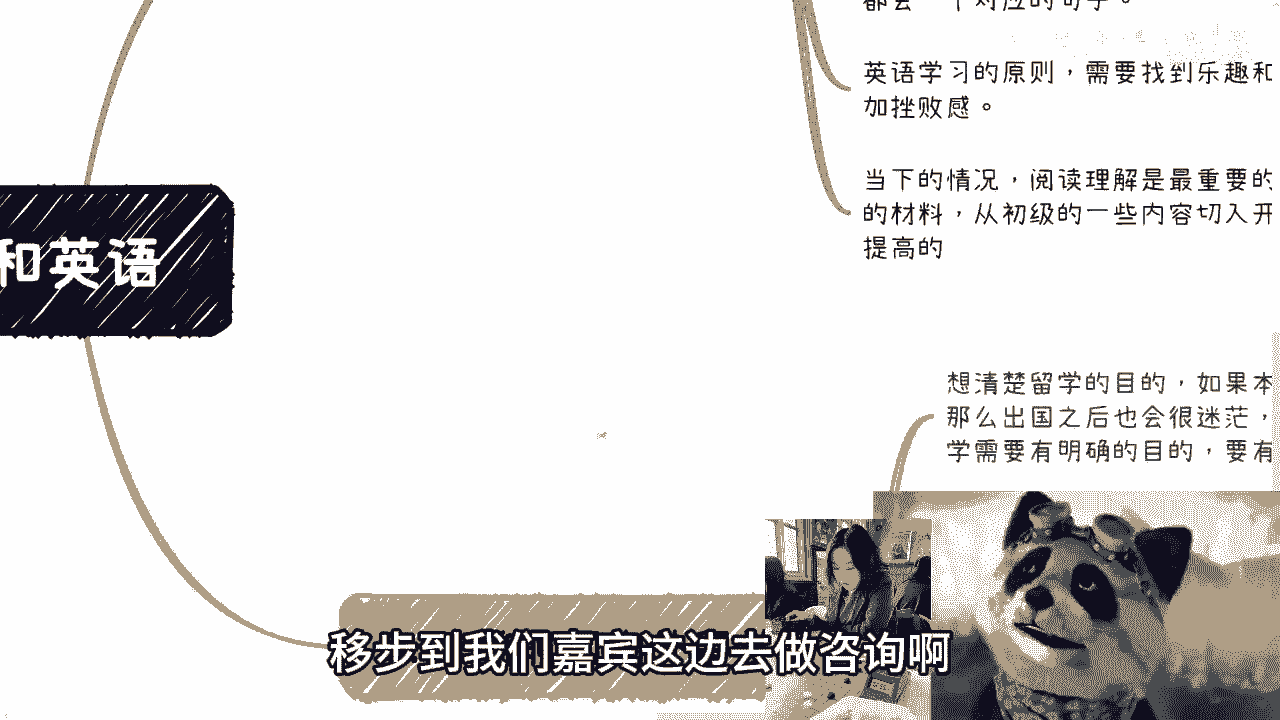 英语学习的原则，需要找到乐趣和
加挫败感。
当下的情况，阅读理解是最重要的
的材料，从初级的一些内容切入开
提高的
和英语
想清楚留学的目的，如果本
那么出国之后也会很迷茫，
学需要有明确的目的，要有
移步到我们嘉宾这边去做咨询啊